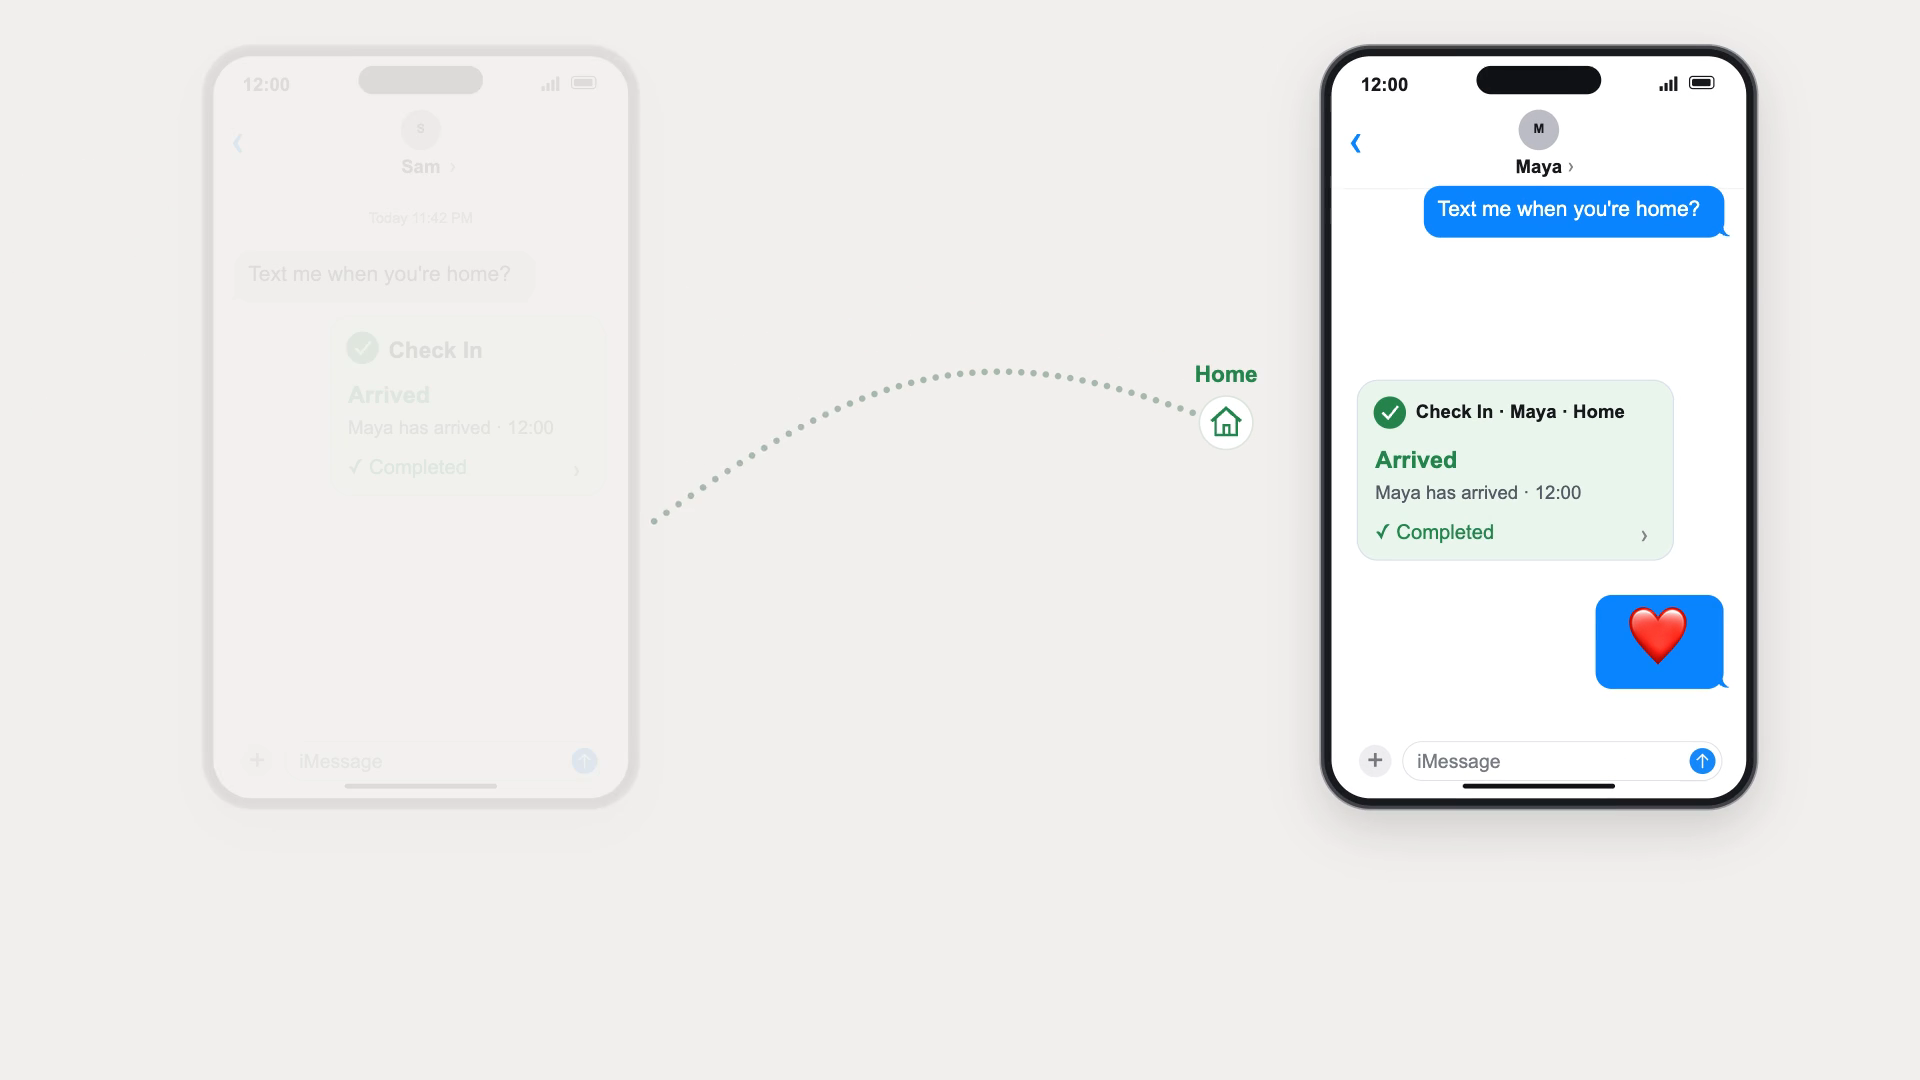 12:00
S
Sam ›
Today 11:42 PM
Text me when you're home?
Check In
Arrived
Maya has arrived · 12:00
✓ Completed ›
+ iMessage
Home
12:00
M
Maya ›
Text me when you're home?
Check In · Maya · Home
Arrived
Maya has arrived · 12:00
✓ Completed ›
+ iMessage